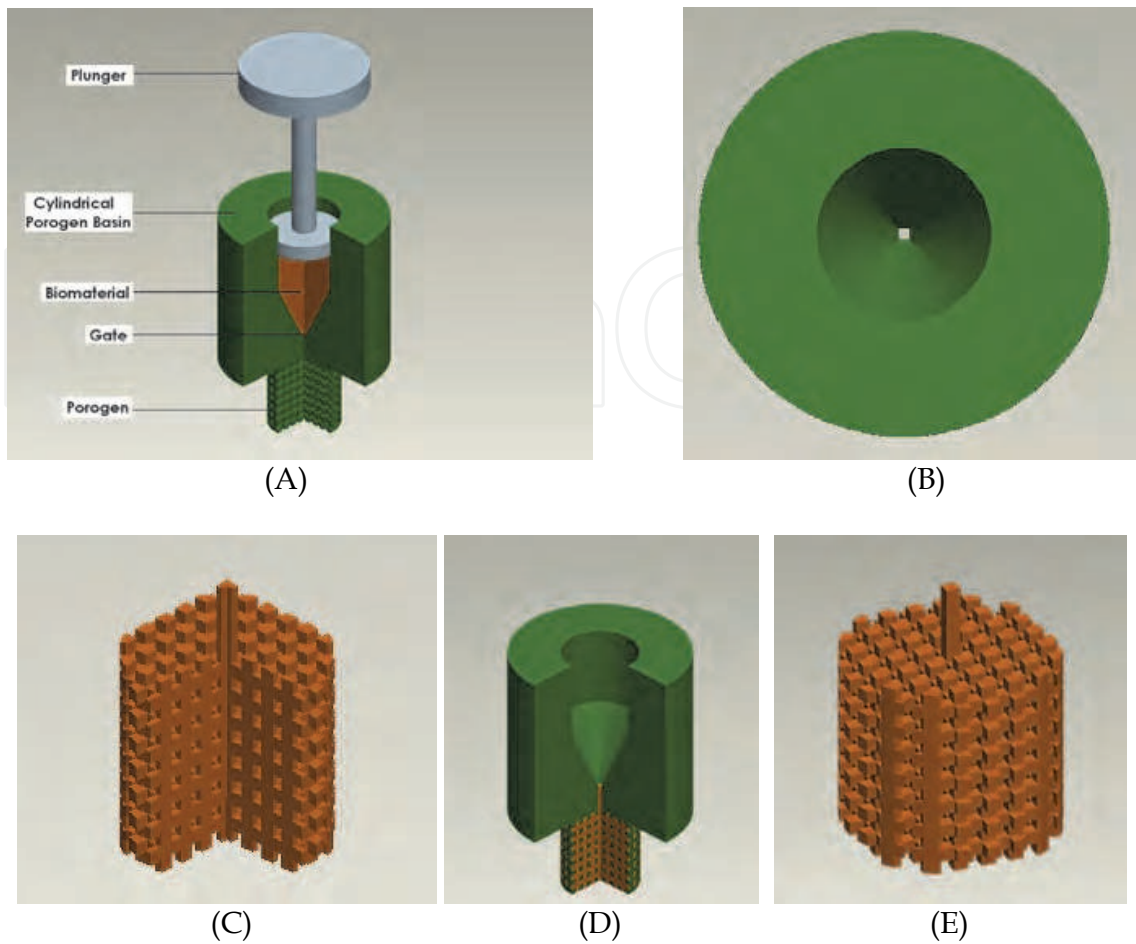 Plunger
Cylindrical
Porogen Basin
Biomaterial
Gate
Porogen
(A)
(B)
(C)
(D)
(E)